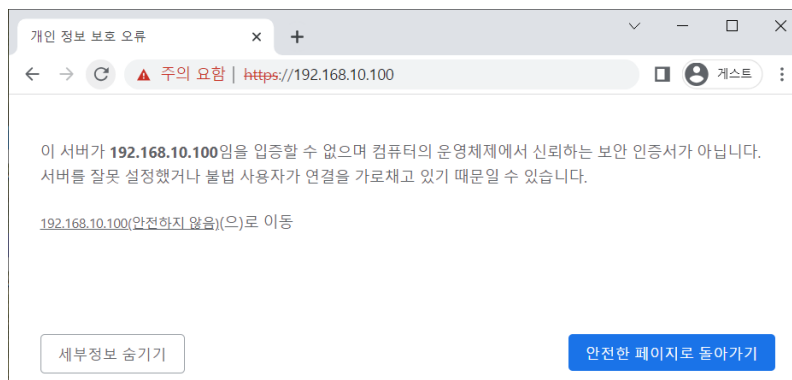 개인 정보 보호 오류
주의 요함 | https://192.168.10.100
게스트
이 서버가 192.168.10.100임을 입증할 수 없으며 컴퓨터의 운영체제에서 신뢰하는 보안 인증서가 아닙니다.
서버를 잘못 설정했거나 불법 사용자가 연결을 가로채고 있기 때문일 수 있습니다.
192.168.10.100(안전하지 않음)(으)로 이동
세부정보 숨기기
안전한 페이지로 돌아가기